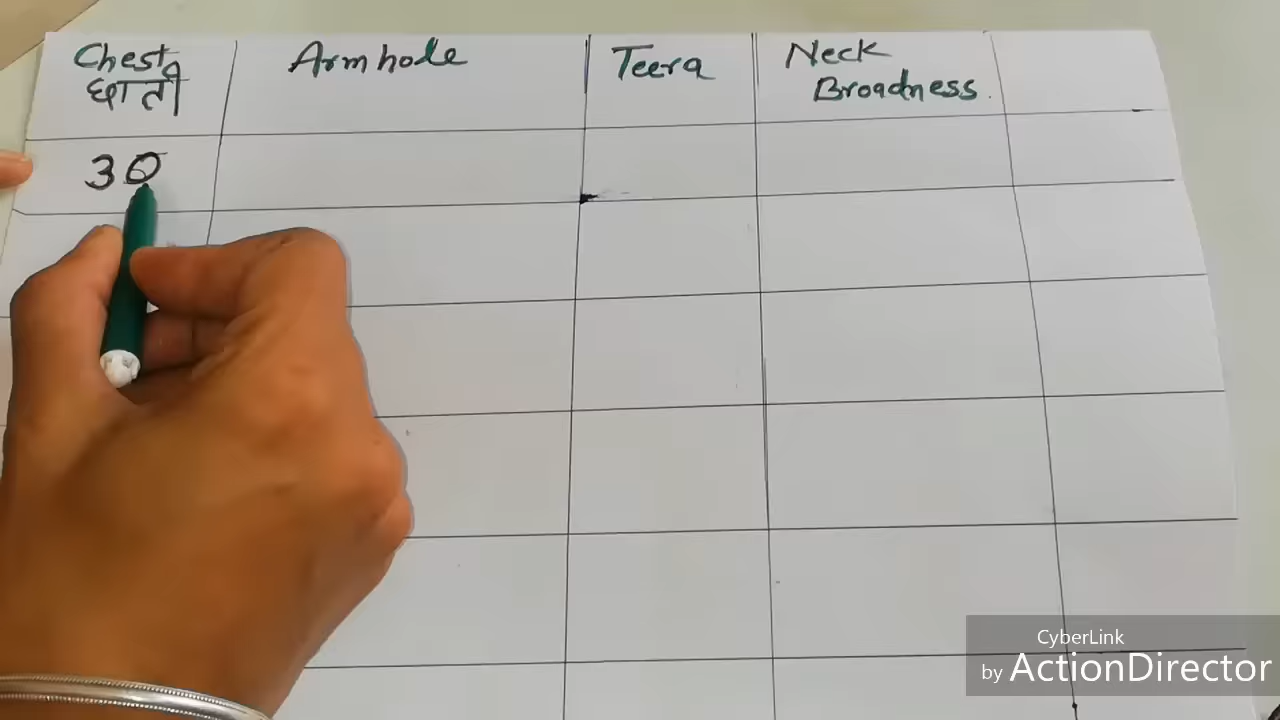 Chest
छाती
Armhole
Teera
Neck
Broadness.
30
CyberLink
by ActionDirector